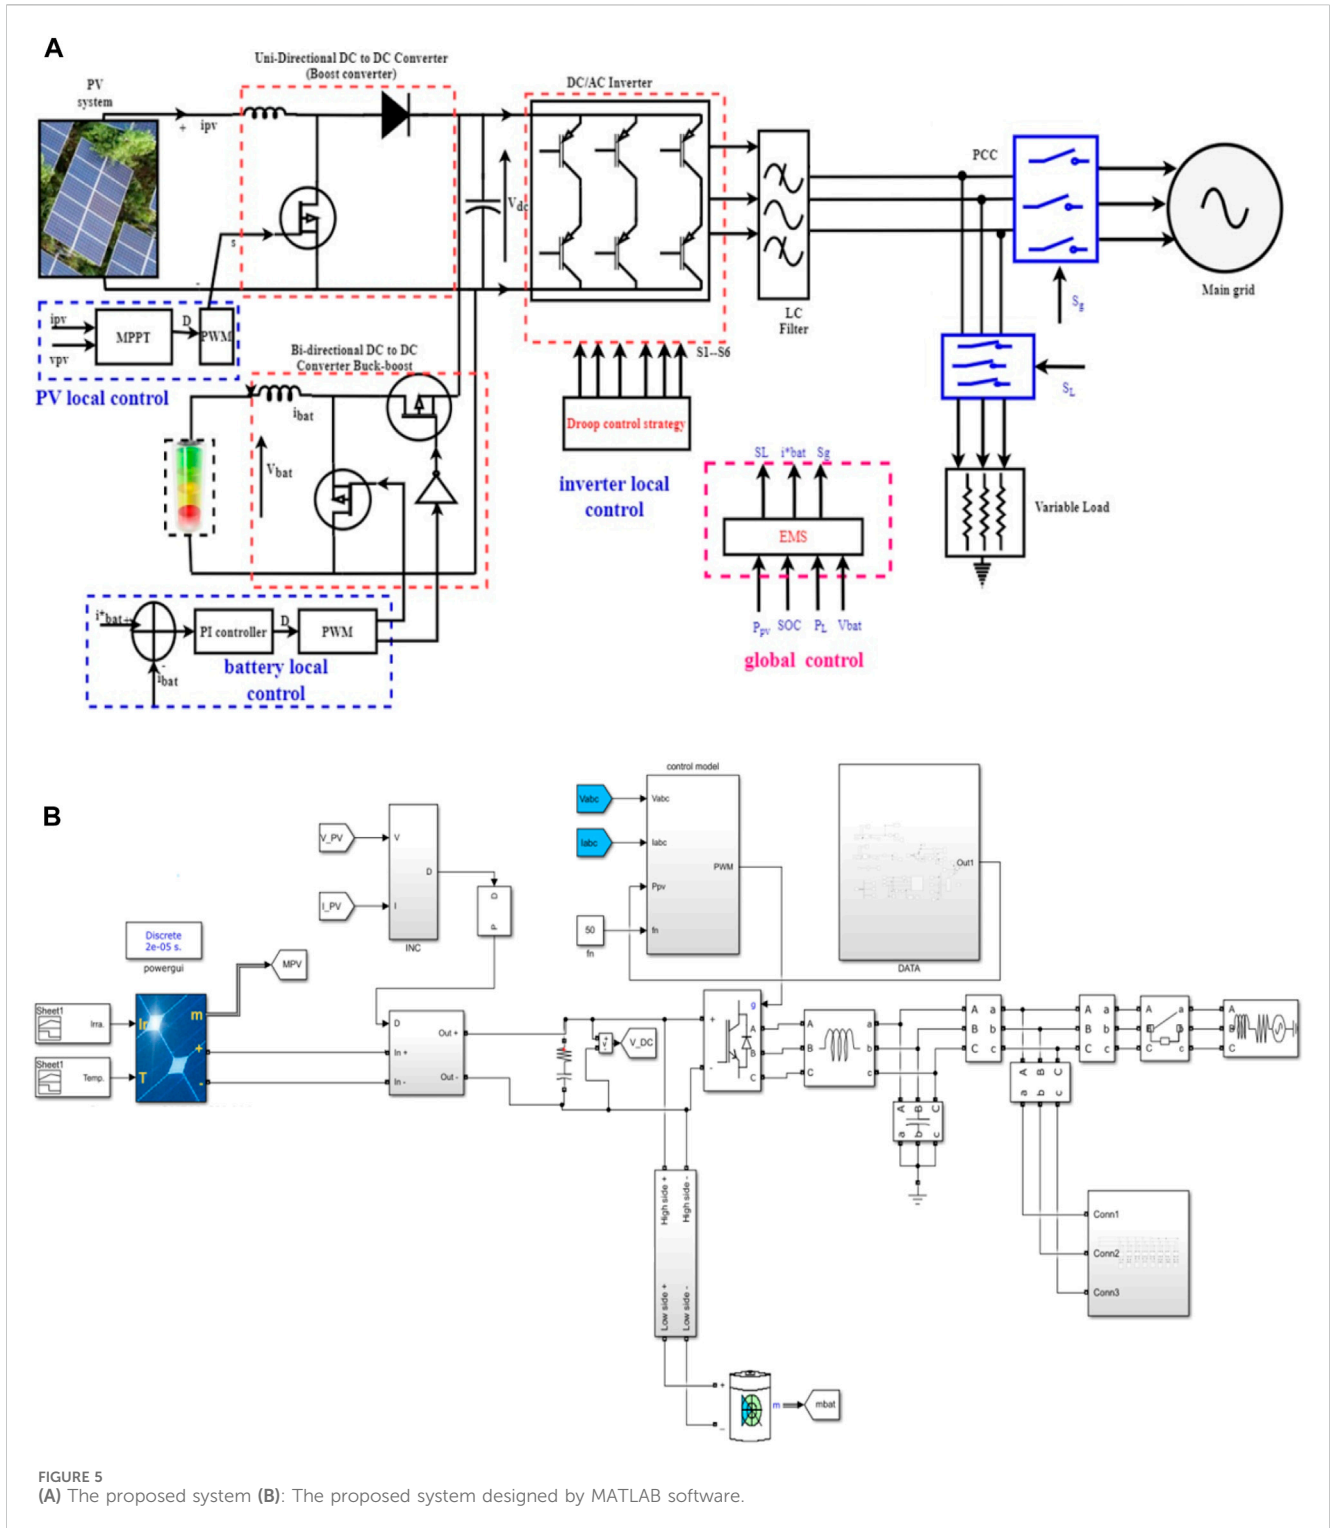 A
Uni-Directional DC to DC Converter
(Boost converter)
PV
system
+
ipv
DC/AC Inverter
PCC
Vdc
s
-
Main grid
Sg
LC
Filter
ipv
vpv
MPPT
D
PWM
PV local control
Bi-directional DC to DC
Converter Buck-boost
S1--S6
ibat
Vbat
Droop control strategy
inverter local
control
SL
SL i*bat Sg
EMS
Ppv SOC PL Vbat
global control
Variable Load
i*bat+
-
ibat
PI controller
D
PWM
battery local
control
B
control model
Vabc
Iabc
Vabc
Iabc
Ppv
fn
PWM
50
fn
Out1
DATA
V_PV
I_PV
V
I
D
INC
D
P
Discrete
2e-05 s.
powergui
MPV
Sheet1
Irra.
Sheet1
Temp.
Ir
T
m
+
-
D
In +
In -
Out +
Out -
v
+
-
V_DC
g
+
-
A
B
C
A
B
C
a
b
c
A B C
a b c
A a
B b
C c
A B C
a b c
A a
B b
C c
A a
B b
C c
A
B
C
Conn1
Conn2
Conn3
High side +
High side -
Low side +
Low side -
+
_
m
mbat
FIGURE 5
(A) The proposed system (B): The proposed system designed by MATLAB software.